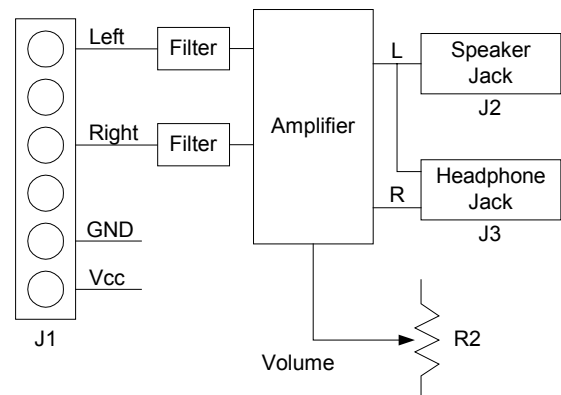 Left
Filter
Right
Filter
GND
Vcc
J1
Amplifier
L
R
Speaker
Jack
J2
Headphone
Jack
J3
Volume
R2